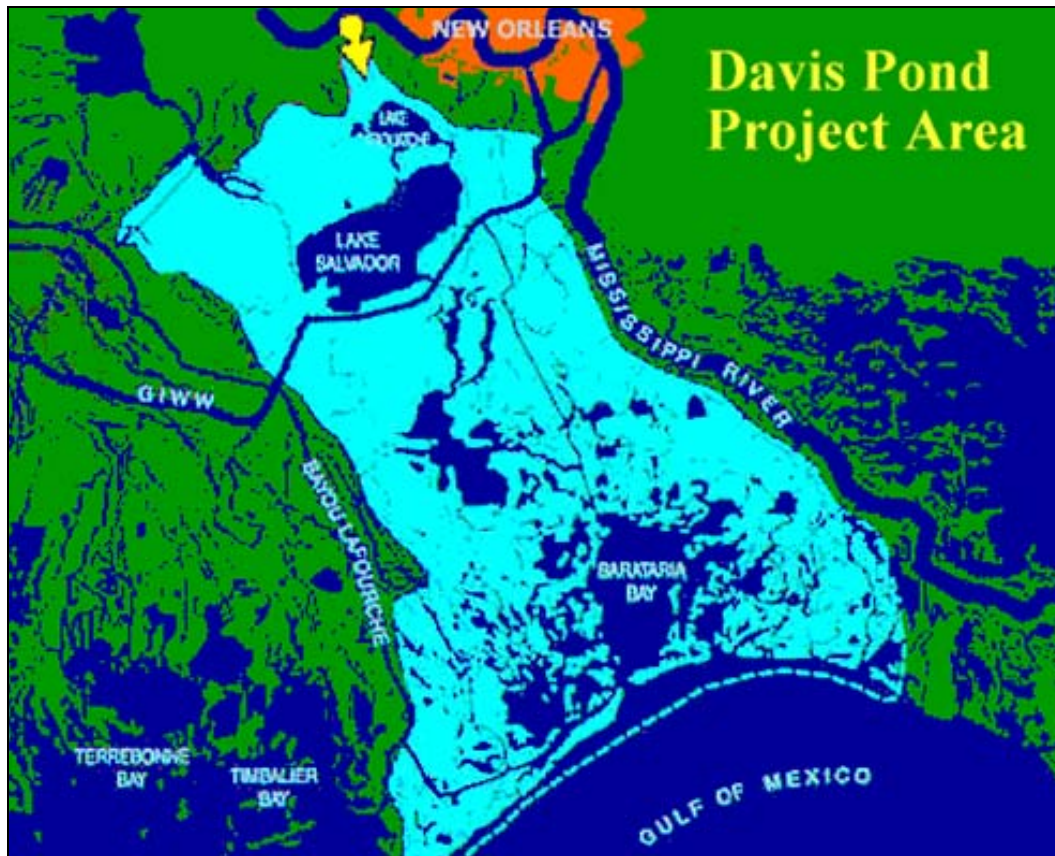 NEW ORLEANS
Davis Pond
Project Area
LAKE
LAKE
SALVADOR
MISSISSIPPI RIVER
GIWW
BAYOU LAFOURCHE
BARATARIA
BAY
TERREBONNE
BAY
TIMBALIER
BAY
GULF OF MEXICO